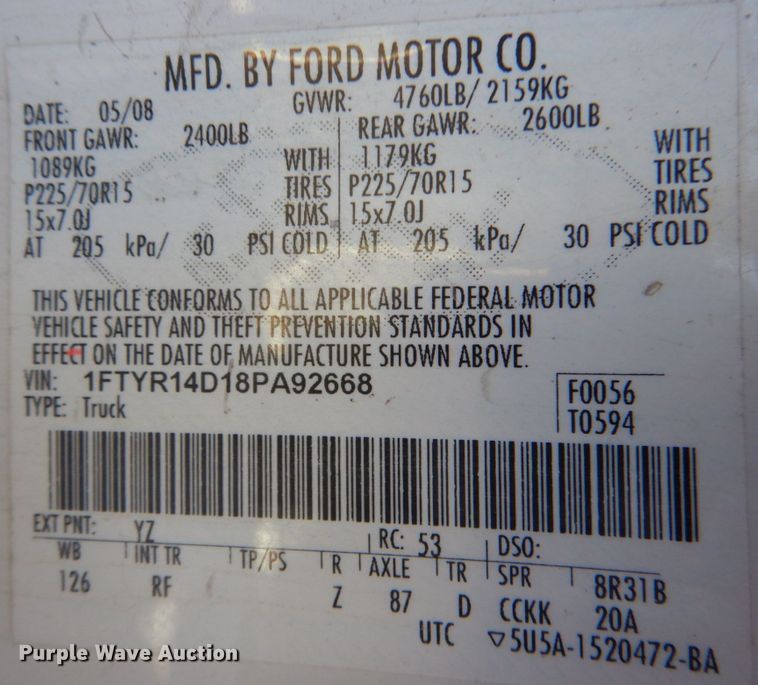 MFD. BY FORD MOTOR CO.
DATE: 05/08 GVWR: 4760LB/ 2159KG
FRONT GAWR: 2400LB REAR GAWR: 2600LB
1089KG WITH 1179KG WITH
P225/70R15 TIRES P225/70R15 TIRES
15x7.0J RIMS 15x7.0J RIMS
AT 205 kPa/ 30 PSI COLD AT 205 kPa/ 30 PSI COLD
THIS VEHICLE CONFORMS TO ALL APPLICABLE FEDERAL MOTOR
VEHICLE SAFETY AND THEFT PREVENTION STANDARDS IN
EFFECT ON THE DATE OF MANUFACTURE SHOWN ABOVE.
VIN: 1FTYR14D18PA92668 F0056
TYPE: Truck T0594
EXT PNT: YZ RC: 53 DSO:
WB INT TR TP/PS R AXLE TR SPR 8R31B
126 RF Z 87 D CCKK 20A
UTC ▽5U5A-1520472-BA
Purple Wave Auction